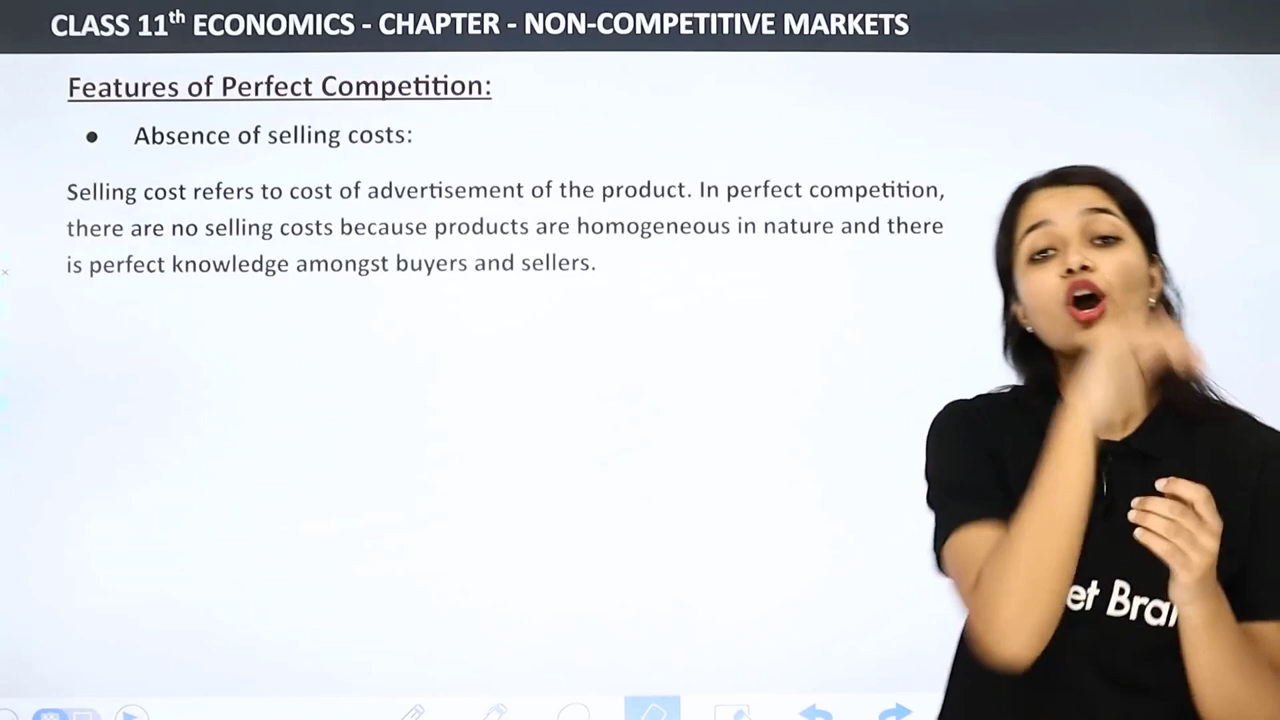 CLASS 11th ECONOMICS - CHAPTER - NON-COMPETITIVE MARKETS
Features of Perfect Competition:
● Absence of selling costs:
Selling cost refers to cost of advertisement of the product. In perfect competition,
there are no selling costs because products are homogeneous in nature and there
is perfect knowledge amongst buyers and sellers.
et Brai